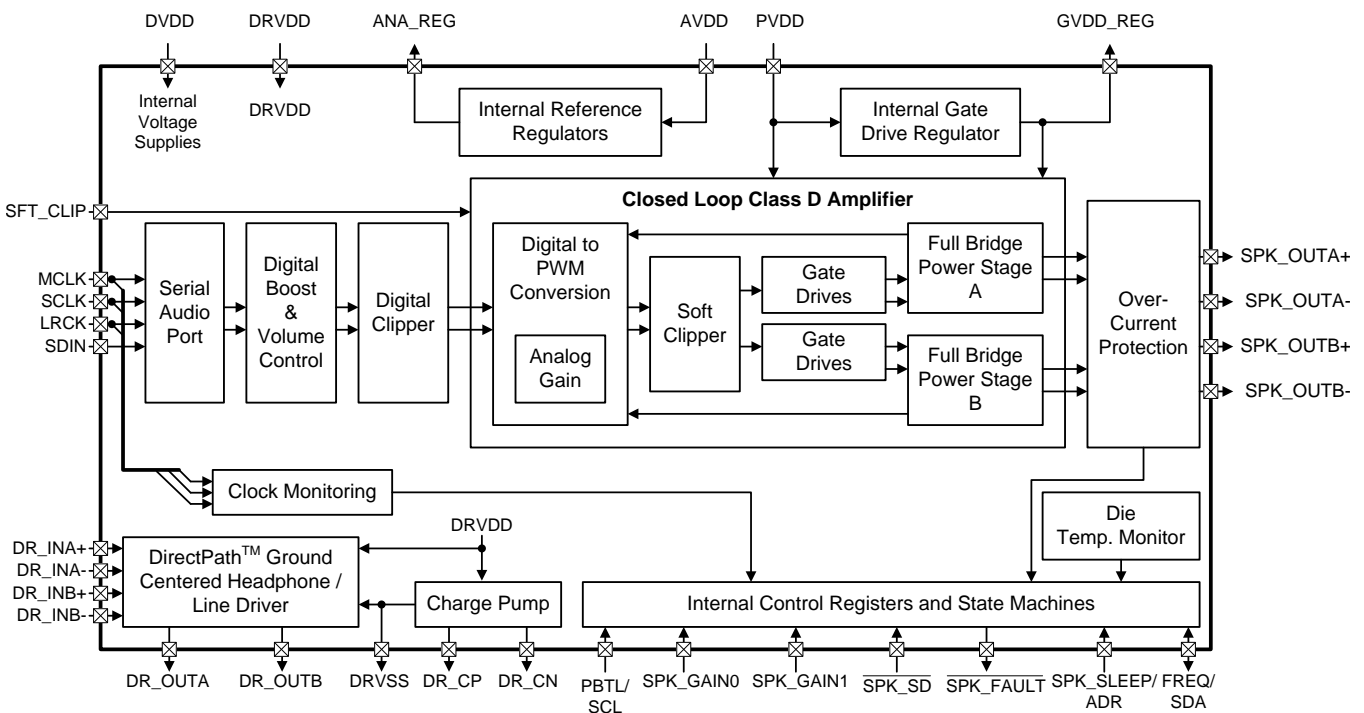 DVDD
DRVDD
ANA_REG
AVDD
PVDD
GVDD_REG
Internal
Voltage
Supplies
DRVDD
Internal Reference
Regulators
Internal Gate
Drive Regulator
SFT_CLIP
MCLK
SCLK
LRCK
SDIN
Serial
Audio
Port
Digital
Boost
&
Volume
Control
Digital
Clipper
Closed Loop Class D Amplifier
Digital to
PWM
Conversion
Analog
Gain
Soft
Clipper
Gate
Drives
Gate
Drives
Full Bridge
Power Stage
A
Full Bridge
Power Stage
B
Over-
Current
Protection
SPK_OUTA+
SPK_OUTA-
SPK_OUTB+
SPK_OUTB-
Clock Monitoring
Die
Temp. Monitor
DR_INA+
DR_INA-
DR_INB+
DR_INB-
DirectPath™ Ground
Centered Headphone /
Line Driver
DRVDD
Charge Pump
Internal Control Registers and State Machines
DR_OUTA
DR_OUTB
DRVSS
DR_CP
DR_CN
PBTL/
SCL
SPK_GAIN0
SPK_GAIN1
SPK_SD
SPK_FAULT
SPK_SLEEP/
ADR
FREQ/
SDA